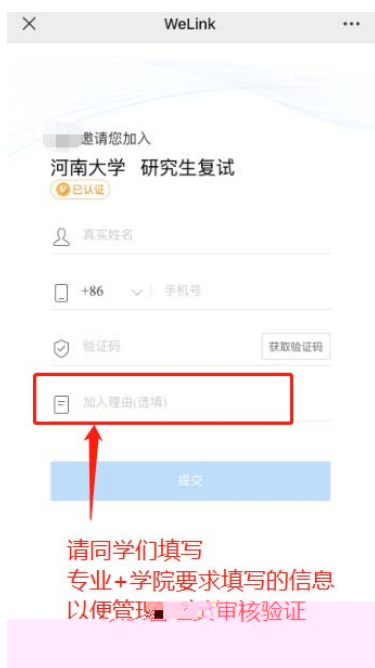 WeLink
邀请您加入
河南大学 研究生复试
已认证
真实姓名
+86 手机号
验证码 获取验证码
加入理由(选填)
提交
请同学们填写
专业+学院要求填写的信息
以便管理 审核验证